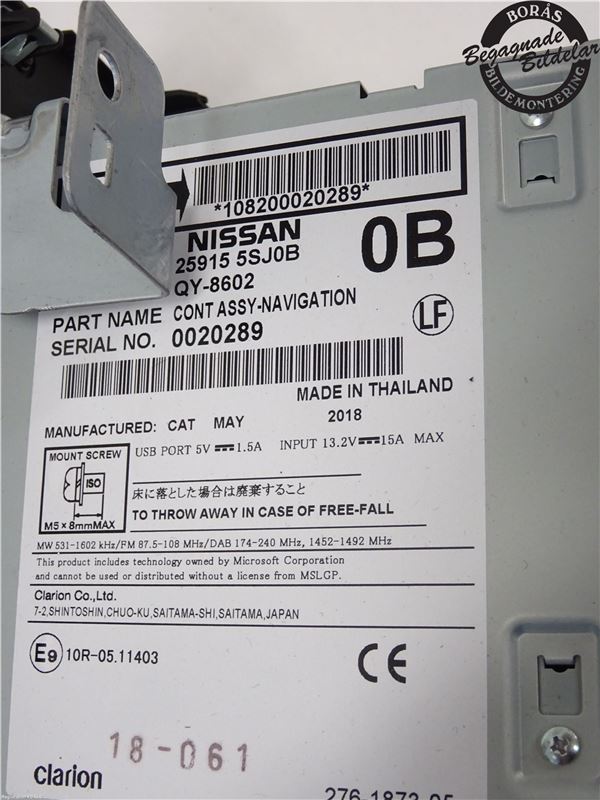 BORÅS
Begagnade
Bildelar
BILDEMONTERING
*108200020289*
NISSAN
25915 5SJ0B
0B
QY-8602
PART NAME CONT ASSY-NAVIGATION
SERIAL NO. 0020289
LF
MADE IN THAILAND
MANUFACTURED: CAT MAY 2018
MOUNT SCREW
USB PORT 5V 1.5A INPUT 13.2V 15A MAX
ISO
M5×8mmMAX
床に落とした場合は廃棄すること
TO THROW AWAY IN CASE OF FREE-FALL
MW 531-1602 kHz/FM 87.5-108 MHz/DAB 174-240 MHz, 1452-1492 MHz
This product includes technology owned by Microsoft Corporation
and cannot be used or distributed without a license from MSLGP.
Clarion Co.,Ltd.
7-2,SHINTOSHIN,CHUO-KU,SAITAMA-SHI,SAITAMA,JAPAN
E9 10R-05.11403
CE
18-061
clarion
276-1873-05